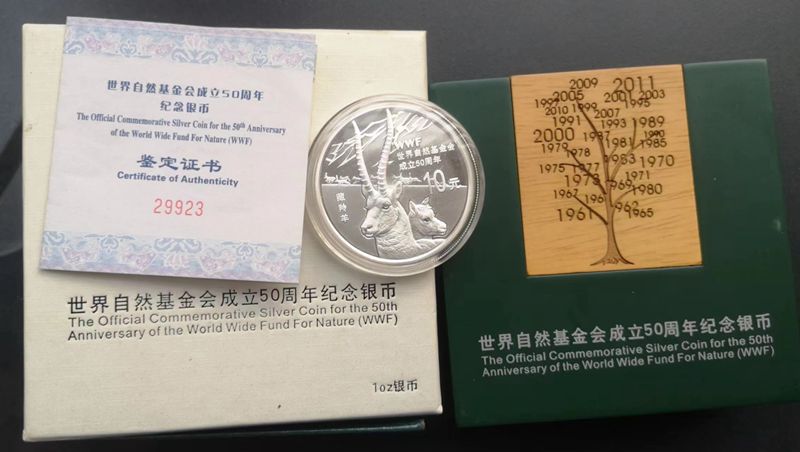 世界自然基金会成立50周年
纪念银币
The Official Commemorative Silver Coin for the 50th Anniversary
of the World Wide Fund For Nature (WWF)
鉴定证书
Certificate of Authenticity
29923
WWF
世界自然基金会
成立50周年
10元
藏羚羊
世界自然基金会成立50周年纪念银币
The Official Commemorative Silver Coin for the 50th
Anniversary of the World Wide Fund for Nature (WWF)
1oz银币
2009 2011
2005 2001 2003
1999 1995
2010
1991 1993 1989
2000 1987 1990
1981 1985
1979 1978 1983 1970
1975 1977
1973 1969 1971
1980
1967
1961 1962 1965
世界自然基金会成立50周年纪念银币
The Official Commemorative Silver Coin for the 50th
Anniversary of the World Wide Fund For Nature (WWF)